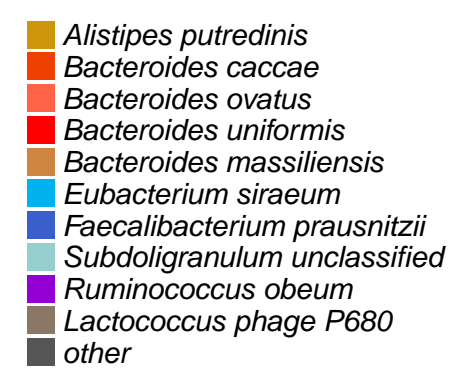 Alistipes putredinis
Bacteroides caccae
Bacteroides ovatus
Bacteroides uniformis
Bacteroides massiliensis
Eubacterium siraeum
Faecalibacterium prausnitzii
Subdoligranulum unclassified
Ruminococcus obeum
Lactococcus phage P680
other